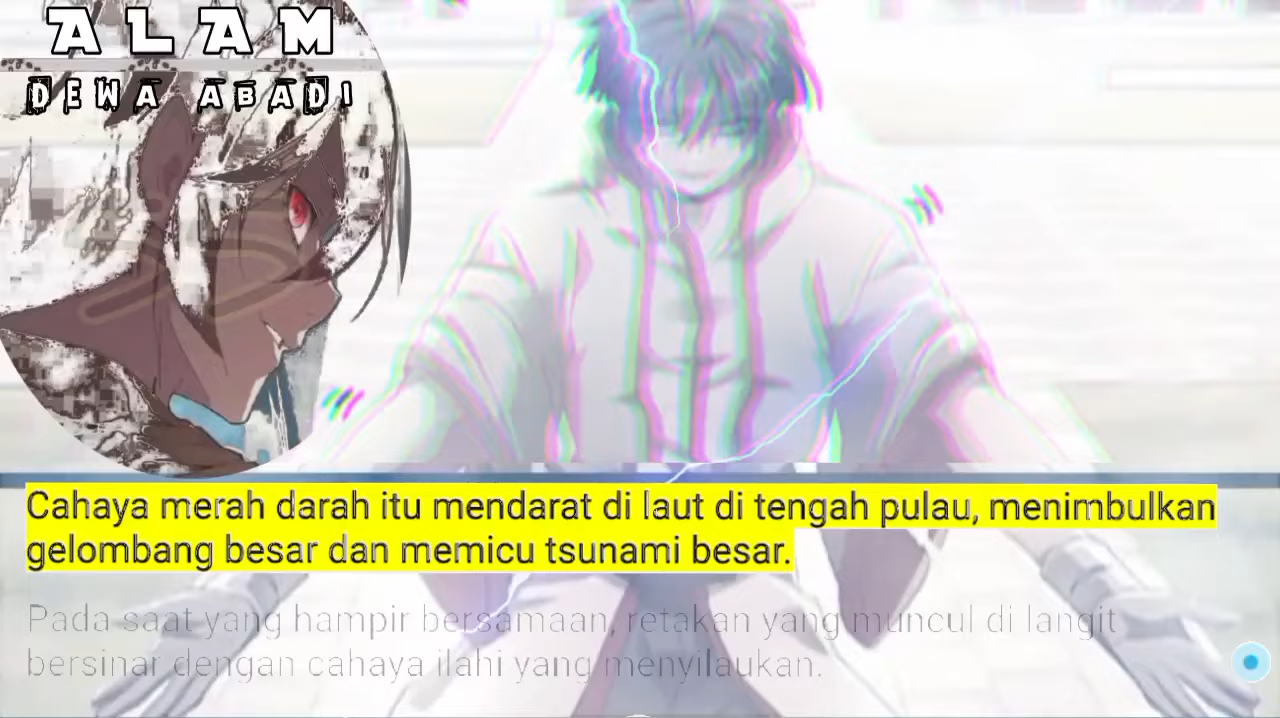 ALAM
DEWA ABADI
Cahaya merah darah itu mendarat di laut di tengah pulau, menimbulkan
gelombang besar dan memicu tsunami besar.
Pada saat yang hampir bersamaan, retakan yang muncul di langit
bersinar dengan cahaya ilahi yang menyilaukan.